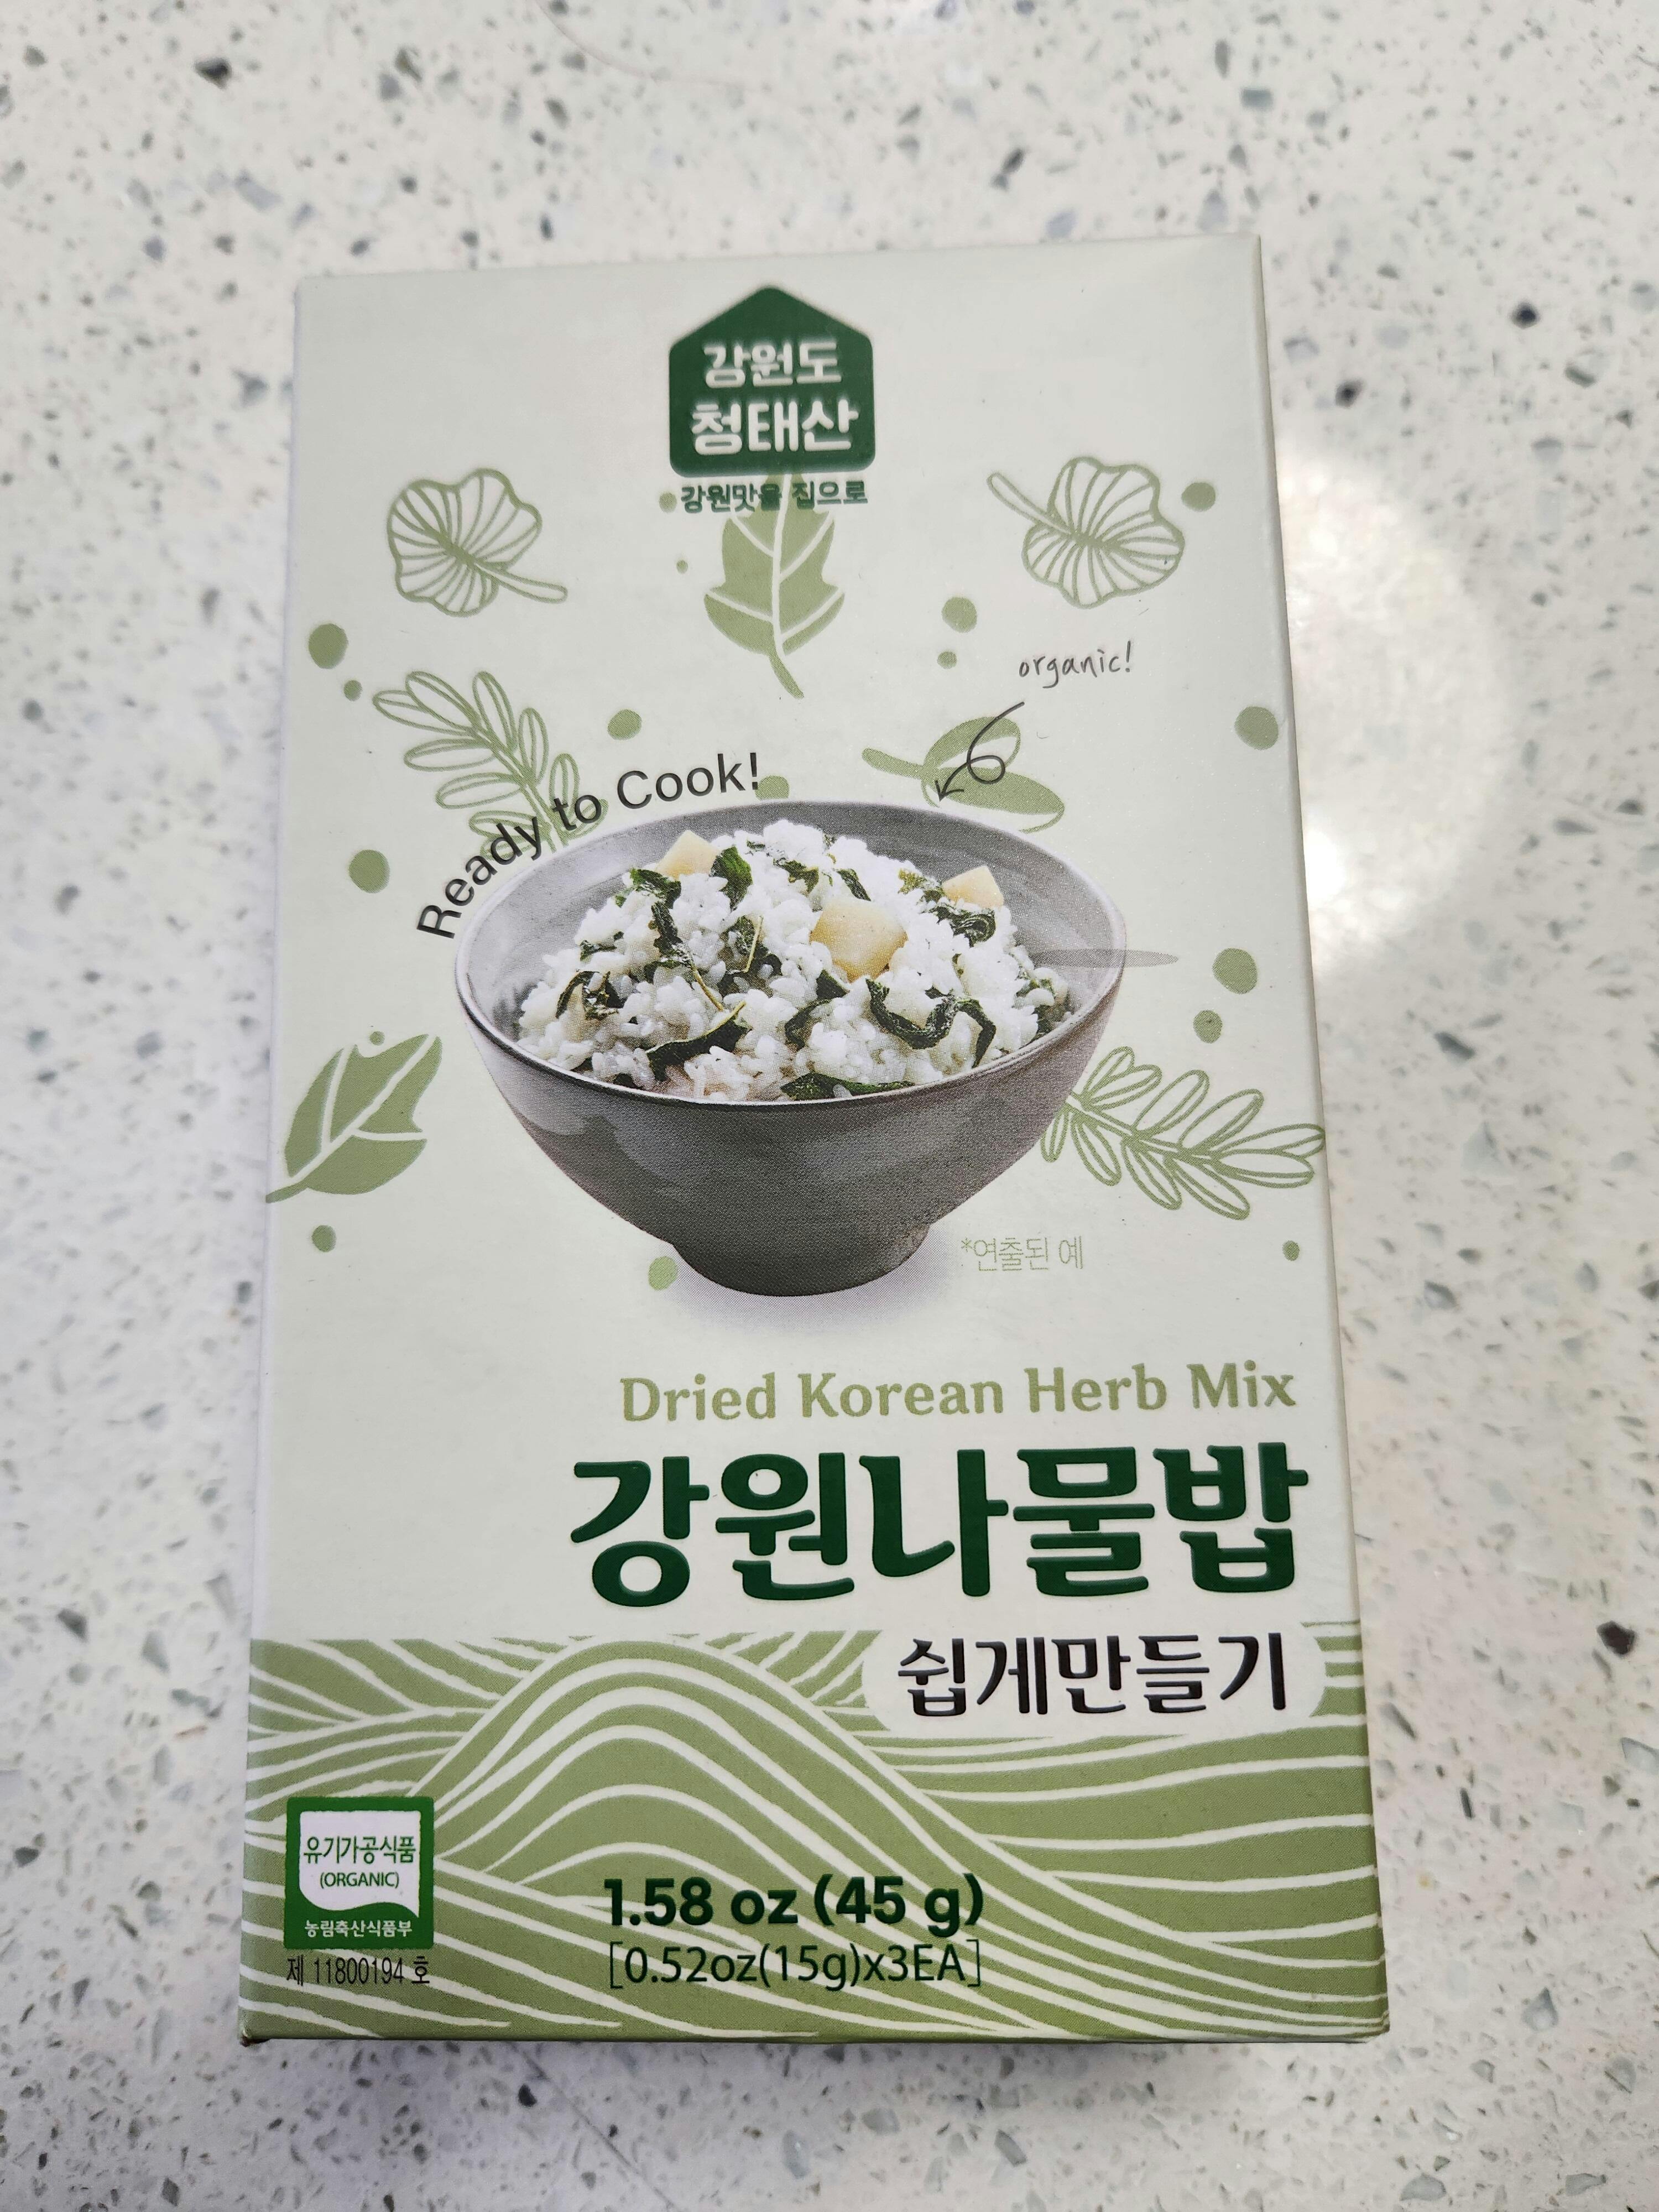 강원도
청태산
강원맛을 집으로
organic!
Ready to Cook!
*연출된 예
Dried Korean Herb Mix
강원나물밥
쉽게만들기
유기가공식품
(ORGANIC)
농림축산식품부
제 11800194 호
1.58 oz (45 g)
[0.52oz(15g)x3EA]